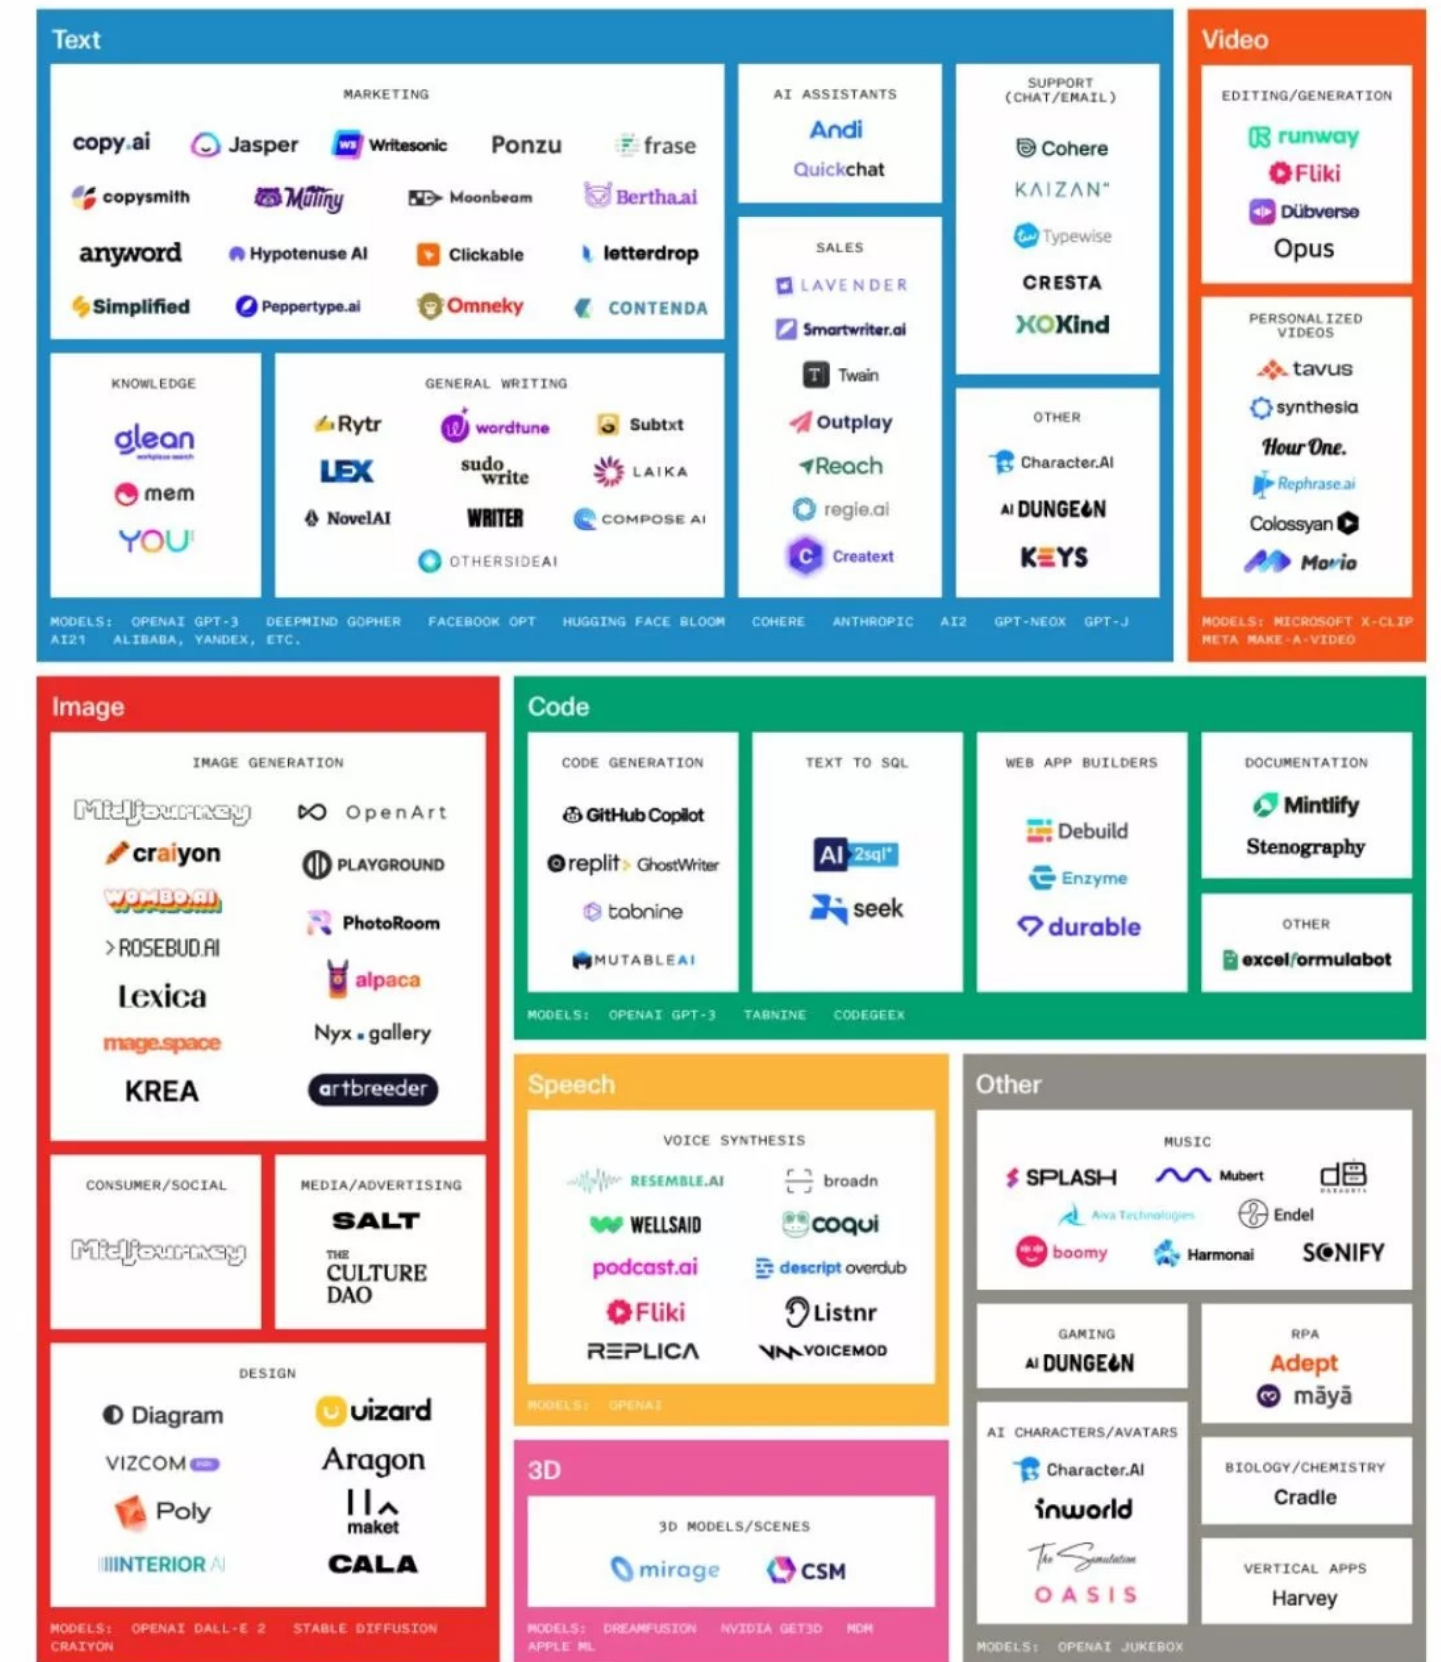 Text
MARKETING
copy.ai Jasper Writesonic Ponzu frase
copysmith Mutiny Moonbeam Bertha.ai
anyword Hypotenuse AI Clickable letterdrop
Simplified Peppertype.ai Omneky CONTENDA
KNOWLEDGE
glean
mem
YOU
GENERAL WRITING
Rytr wordtune Subtxt
LEX sudo write LAIKA
NovelAI WRITER COMPOSE AI
OTHERSIDEAI
AI ASSISTANTS
Andi
Quickchat
SALES
LAVENDER
Smartwriter.ai
Twain
Outplay
Reach
regie.ai
Creatext
SUPPORT
(CHAT/EMAIL)
Cohere
KAIZAN
Typewise
CRESTA
XOKind
OTHER
Character.AI
AI DUNGEON
KEYS
MODELS: OPENAI GPT-3 DEEPMIND GOPHER FACEBOOK OPT HUGGING FACE BLOOM COHERE ANTHROPIC AI2 GPT-NEOX GPT-J
AI21 ALIBABA, YANDEX, ETC.
Video
EDITING/GENERATION
runway
Fliki
Dübverse
Opus
PERSONALIZED
VIDEOS
tavus
synthesia
Hour One.
Rephrase.ai
Colossyan
Movio
MODELS: MICROSOFT X-CLIP
META MAKE-A-VIDEO
Image
IMAGE GENERATION
Midjourney OpenArt
craiyon PLAYGROUND
WOMBO.AI PhotoRoom
ROSEBUD.AI alpaca
Lexica Nyx.gallery
mage.space artbreeder
KREA
CONSUMER/SOCIAL
Midjourney
MEDIA/ADVERTISING
SALT
THE
CULTURE
DAO
DESIGN
Diagram uizard
VIZCOM Aragon
Poly maket
INTERIOR AI CALA
MODELS: OPENAI DALL-E 2 STABLE DIFFUSION
CRAIYON
Code
CODE GENERATION
GitHub Copilot
replit GhostWriter
tabnine
MUTABLEAI
TEXT TO SQL
AI 2sql
seek
WEB APP BUILDERS
Debuild
Enzyme
durable
DOCUMENTATION
Mintlify
Stenography
OTHER
excelformulabot
MODELS: OPENAI GPT-3 TABNINE CODEGEEX
Speech
VOICE SYNTHESIS
RESEMBLE.AI broadn
WELLSAID coqui
podcast.ai descript overdub
Fliki Listnr
REPLICA VOICEMOD
MODELS: OPENAI
3D
3D MODELS/SCENES
mirage CSM
MODELS: DREAMFUSION NVIDIA GET3D MDM
APPLE ML
Other
MUSIC
SPLASH Mubert dB
Aiva Technologies Endel
boomy Harmonai SONIFY
GAMING
AI DUNGEON
RPA
Adept
māyā
AI CHARACTERS/AVATARS
Character.AI
inworld
The Simulation
OASIS
BIOLOGY/CHEMISTRY
Cradle
VERTICAL APPS
Harvey
MODELS: OPENAI JUKEBOX